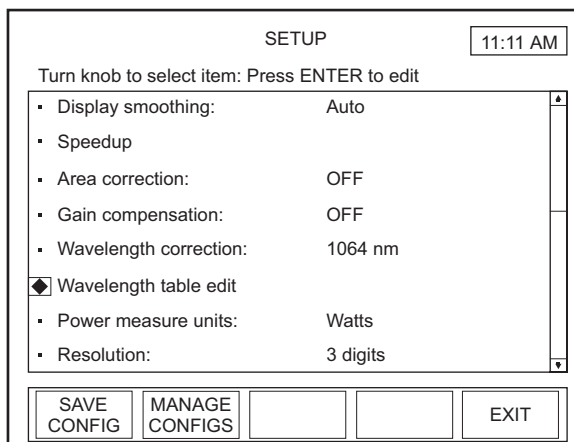 SETUP
11:11 AM
Turn knob to select item: Press ENTER to edit
Display smoothing: Auto
Speedup
Area correction: OFF
Gain compensation: OFF
Wavelength correction: 1064 nm
Wavelength table edit
Power measure units: Watts
Resolution: 3 digits
SAVE
CONFIG
MANAGE
CONFIGS
EXIT